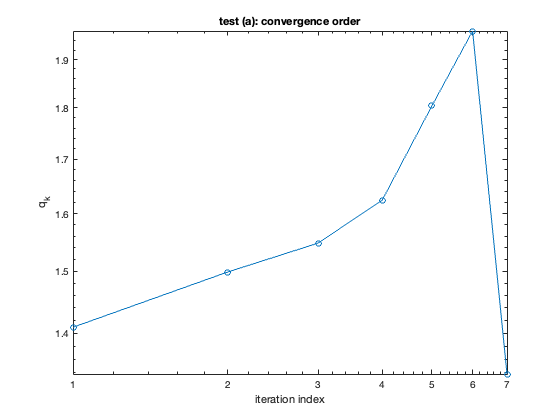 test (a): convergence order
1.9
1.8
1.7
1.6
1.5
1.4
q_k
1 2 3 4 5 6 7
iteration index